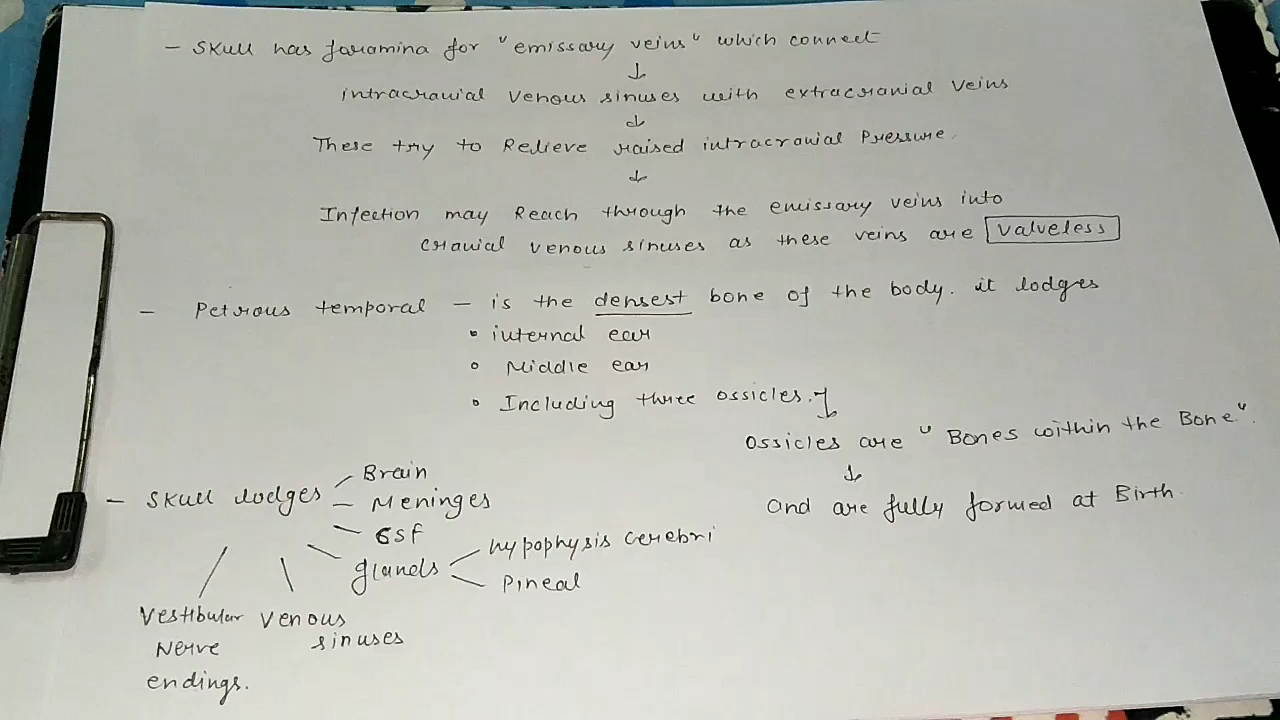 - Skull has foramina for "emissary veins" which connect
↓
intracranial venous sinuses with extracranial veins
↓
These try to Relieve raised intracranial Pressure.
↓
Infection may Reach through the emissary veins into
cranial venous sinuses as these veins are valveless
- Petrous temporal - is the densest bone of the body. it lodges
• internal ear
• Middle ear
• Including three ossicles.
↓
Ossicles are "Bones within the Bone".
↓
and are fully formed at Birth.
- Skull lodges
Brain
Meninges
CSF
glands
hypophysis cerebri
Pineal
Venous
sinuses
Vestibular
Nerve
endings.